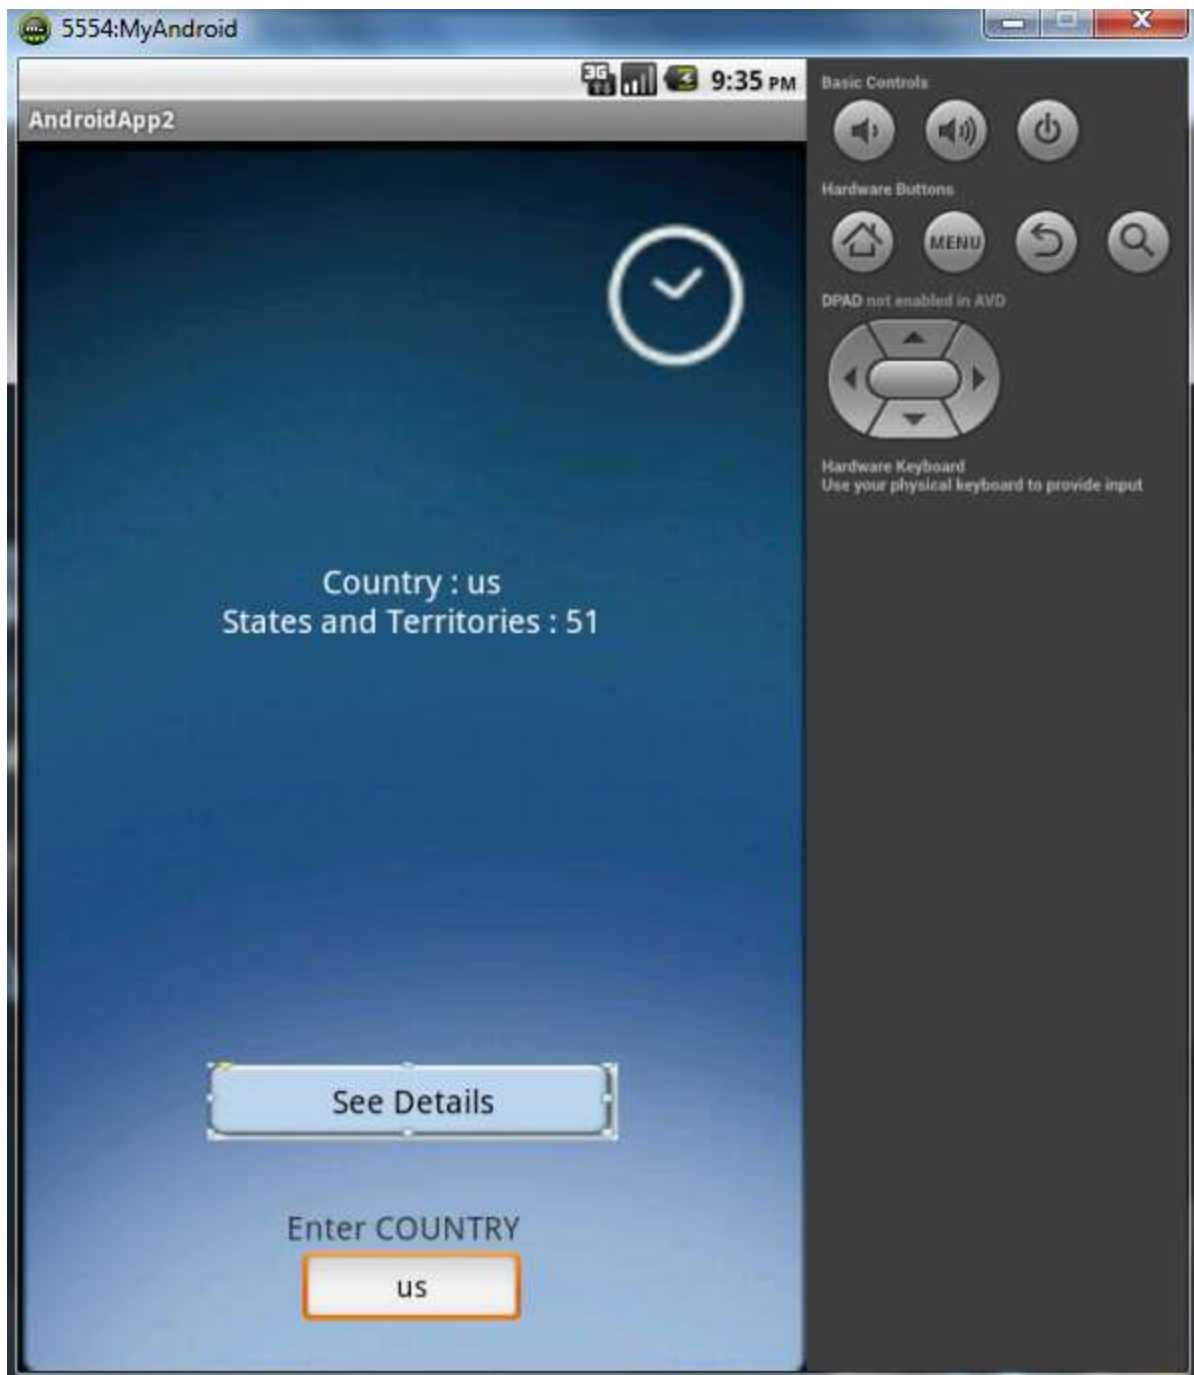 5554:MyAndroid
3G
9:35 PM
AndroidApp2
Basic Controls
Hardware Buttons
MENU
DPAD not enabled in AVD
Hardware Keyboard
Use your physical keyboard to provide input
Country : us
States and Territories : 51
See Details
Enter COUNTRY
us